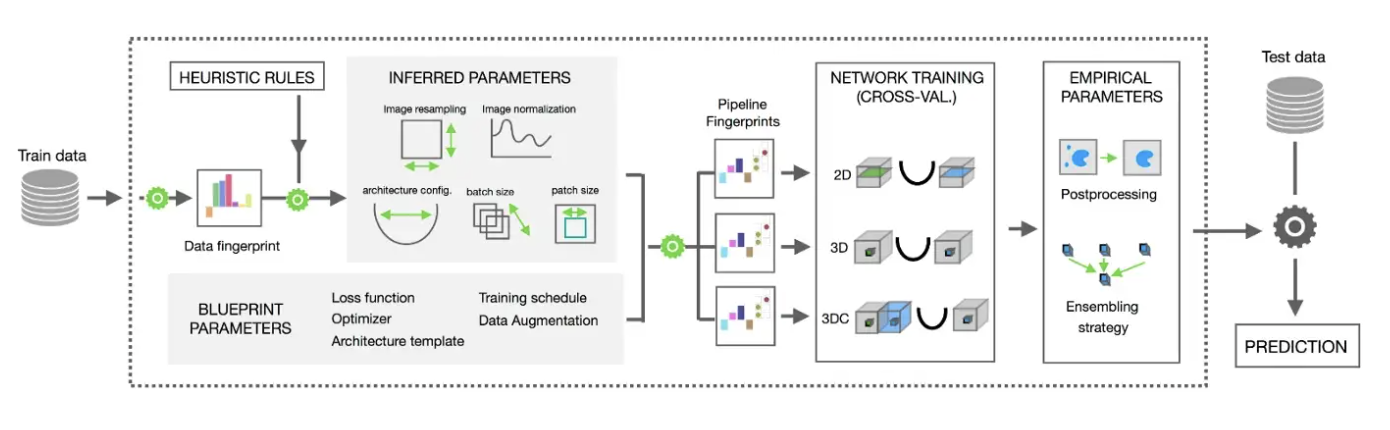 Train data
HEURISTIC RULES
Data fingerprint
INFERRED PARAMETERS
Image resampling
Image normalization
architecture config.
batch size
patch size
BLUEPRINT
PARAMETERS
Loss function
Optimizer
Architecture template
Training schedule
Data Augmentation
Pipeline
Fingerprints
NETWORK TRAINING
(CROSS-VAL.)
2D
3D
3DC
EMPIRICAL
PARAMETERS
Postprocessing
Ensembling
strategy
Test data
PREDICTION